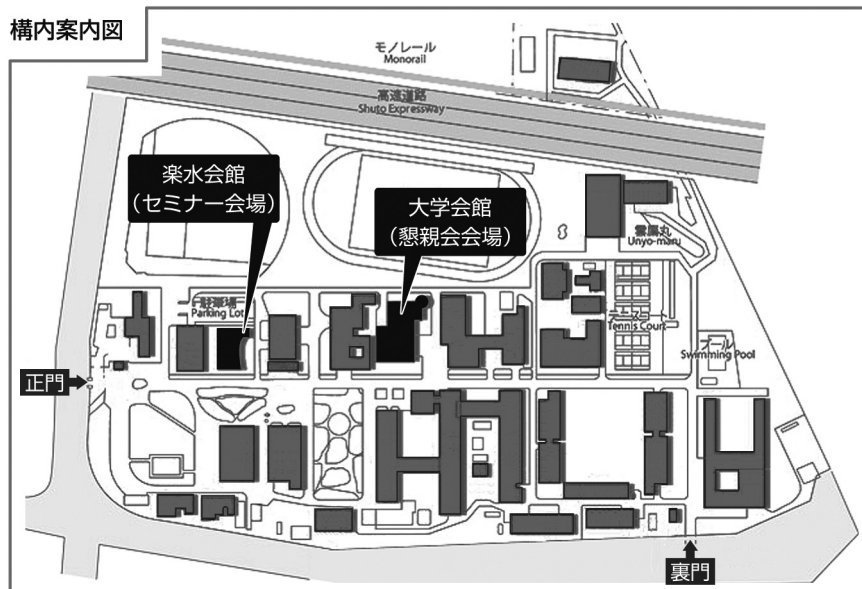 構内案内図
モノレール
Monorail
高速道路
Shuto Expressway
楽水会館
（セミナー会場）
大学会館
（懇親会会場）
雲鷹丸
Unyo-maru
駐車場
Parking Lot
テニスコート
Tennis Court
プール
Swimming Pool
正門
裏門